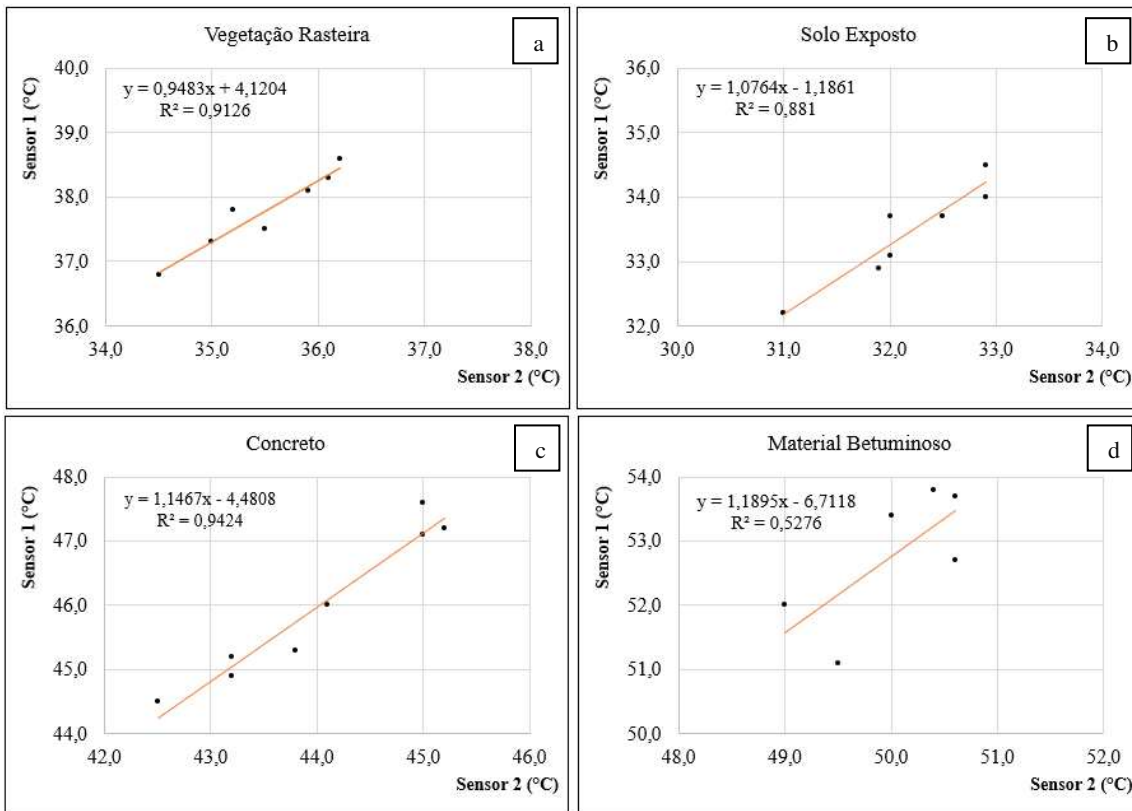 Vegetação Rasteira
a
y = 0,9483x + 4,1204
R² = 0,9126
Sensor 1 (°C)
40,0
39,0
38,0
37,0
36,0
34,0 35,0 36,0 37,0 38,0
Sensor 2 (°C)
Solo Exposto
b
y = 1,0764x - 1,1861
R² = 0,881
Sensor 1 (°C)
36,0
35,0
34,0
33,0
32,0
30,0 31,0 32,0 33,0 34,0
Sensor 2 (°C)
Concreto
c
y = 1,1467x - 4,4808
R² = 0,9424
Sensor 1 (°C)
48,0
47,0
46,0
45,0
44,0
42,0 43,0 44,0 45,0 46,0
Sensor 2 (°C)
Material Betuminoso
d
y = 1,1895x - 6,7118
R² = 0,5276
Sensor 1 (°C)
54,0
53,0
52,0
51,0
50,0
48,0 49,0 50,0 51,0 52,0
Sensor 2 (°C)